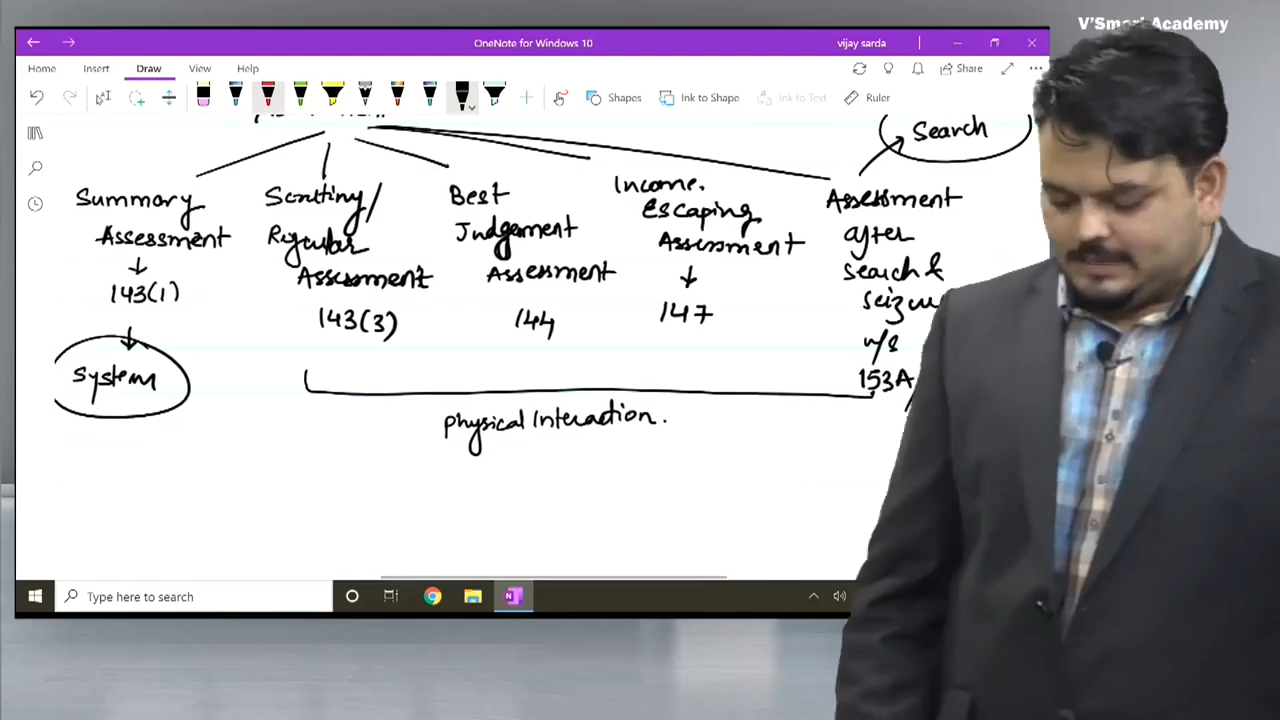 V'Smart Academy
OneNote for Windows 10
vijay sarda
Home Insert Draw View Help
Share
Shapes
Ink to Shape
Ink to Text
Ruler
Search
Summary
Assessment
143(1)
System
Scrutiny/
Regular
Assessment
143(3)
Best
Judgement
Assessment
144
Income.
Escaping
Assessment
147
Assessment
after
search &
u/s
153A
physical Interaction.
Type here to search